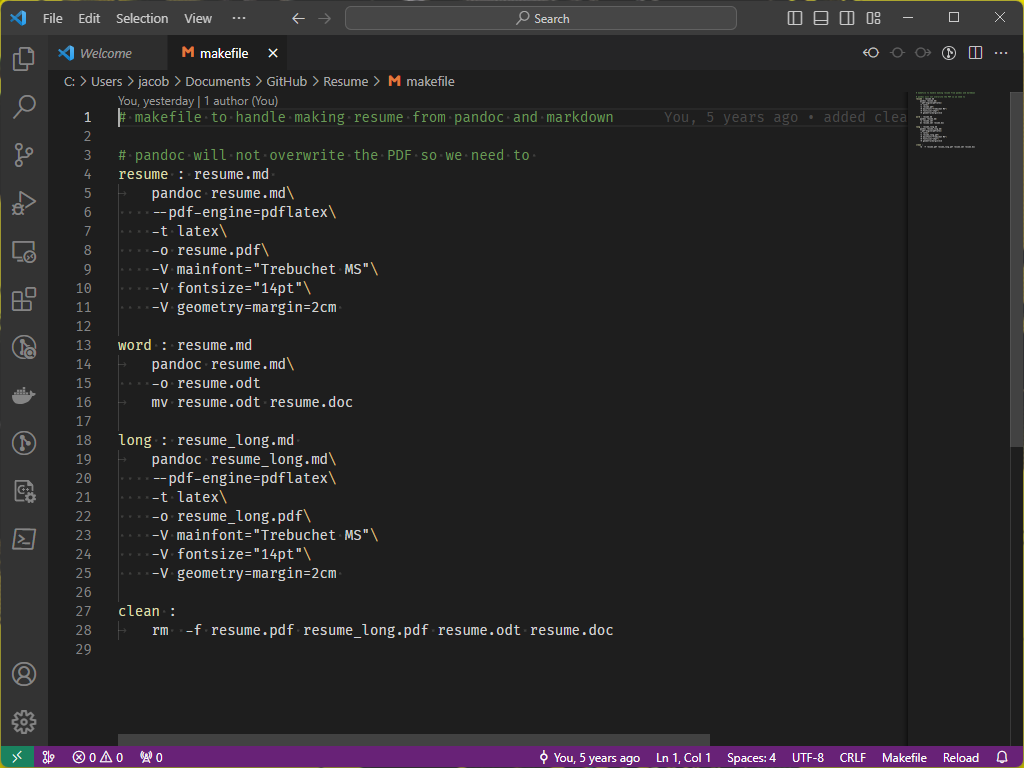 File Edit Selection View ··· Search
Welcome makefile
C: > Users > jacob > Documents > GitHub > Resume > makefile
You, yesterday | 1 author (You)
1 # makefile to handle making resume from pandoc and markdown You, 5 years ago • added clea
2
3 # pandoc will not overwrite the PDF so we need to
4 resume : resume.md
5 pandoc resume.md\
6 --pdf-engine=pdflatex\
7 -t latex\
8 -o resume.pdf\
9 -V mainfont="Trebuchet MS"\
10 -V fontsize="14pt"\
11 -V geometry=margin=2cm
12
13 word : resume.md
14 pandoc resume.md\
15 -o resume.odt
16 mv resume.odt resume.doc
17
18 long : resume_long.md
19 pandoc resume_long.md\
20 --pdf-engine=pdflatex\
21 -t latex\
22 -o resume_long.pdf\
23 -V mainfont="Trebuchet MS"\
24 -V fontsize="14pt"\
25 -V geometry=margin=2cm
26
27 clean :
28 rm -f resume.pdf resume_long.pdf resume.odt resume.doc
29
0 0 0 You, 5 years ago Ln 1, Col 1 Spaces: 4 UTF-8 CRLF Makefile Reload